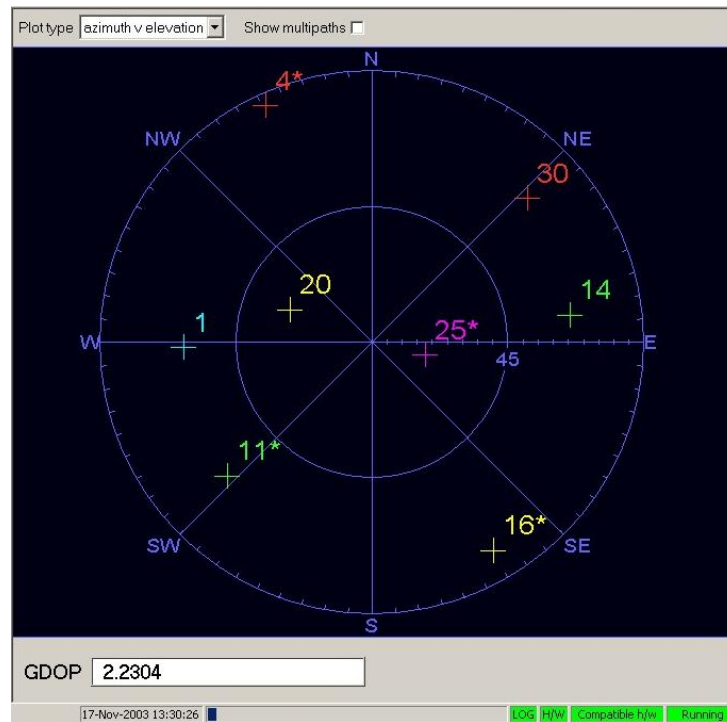 Plot type azimuth v elevation Show multipaths
N
4*
NW NE
30
20 14
1 25*
W E
45
11*
16*
SW SE
S
GDOP 2.2304
17-Nov-2003 13:30:26 LOG H/W Compatible h/w Running